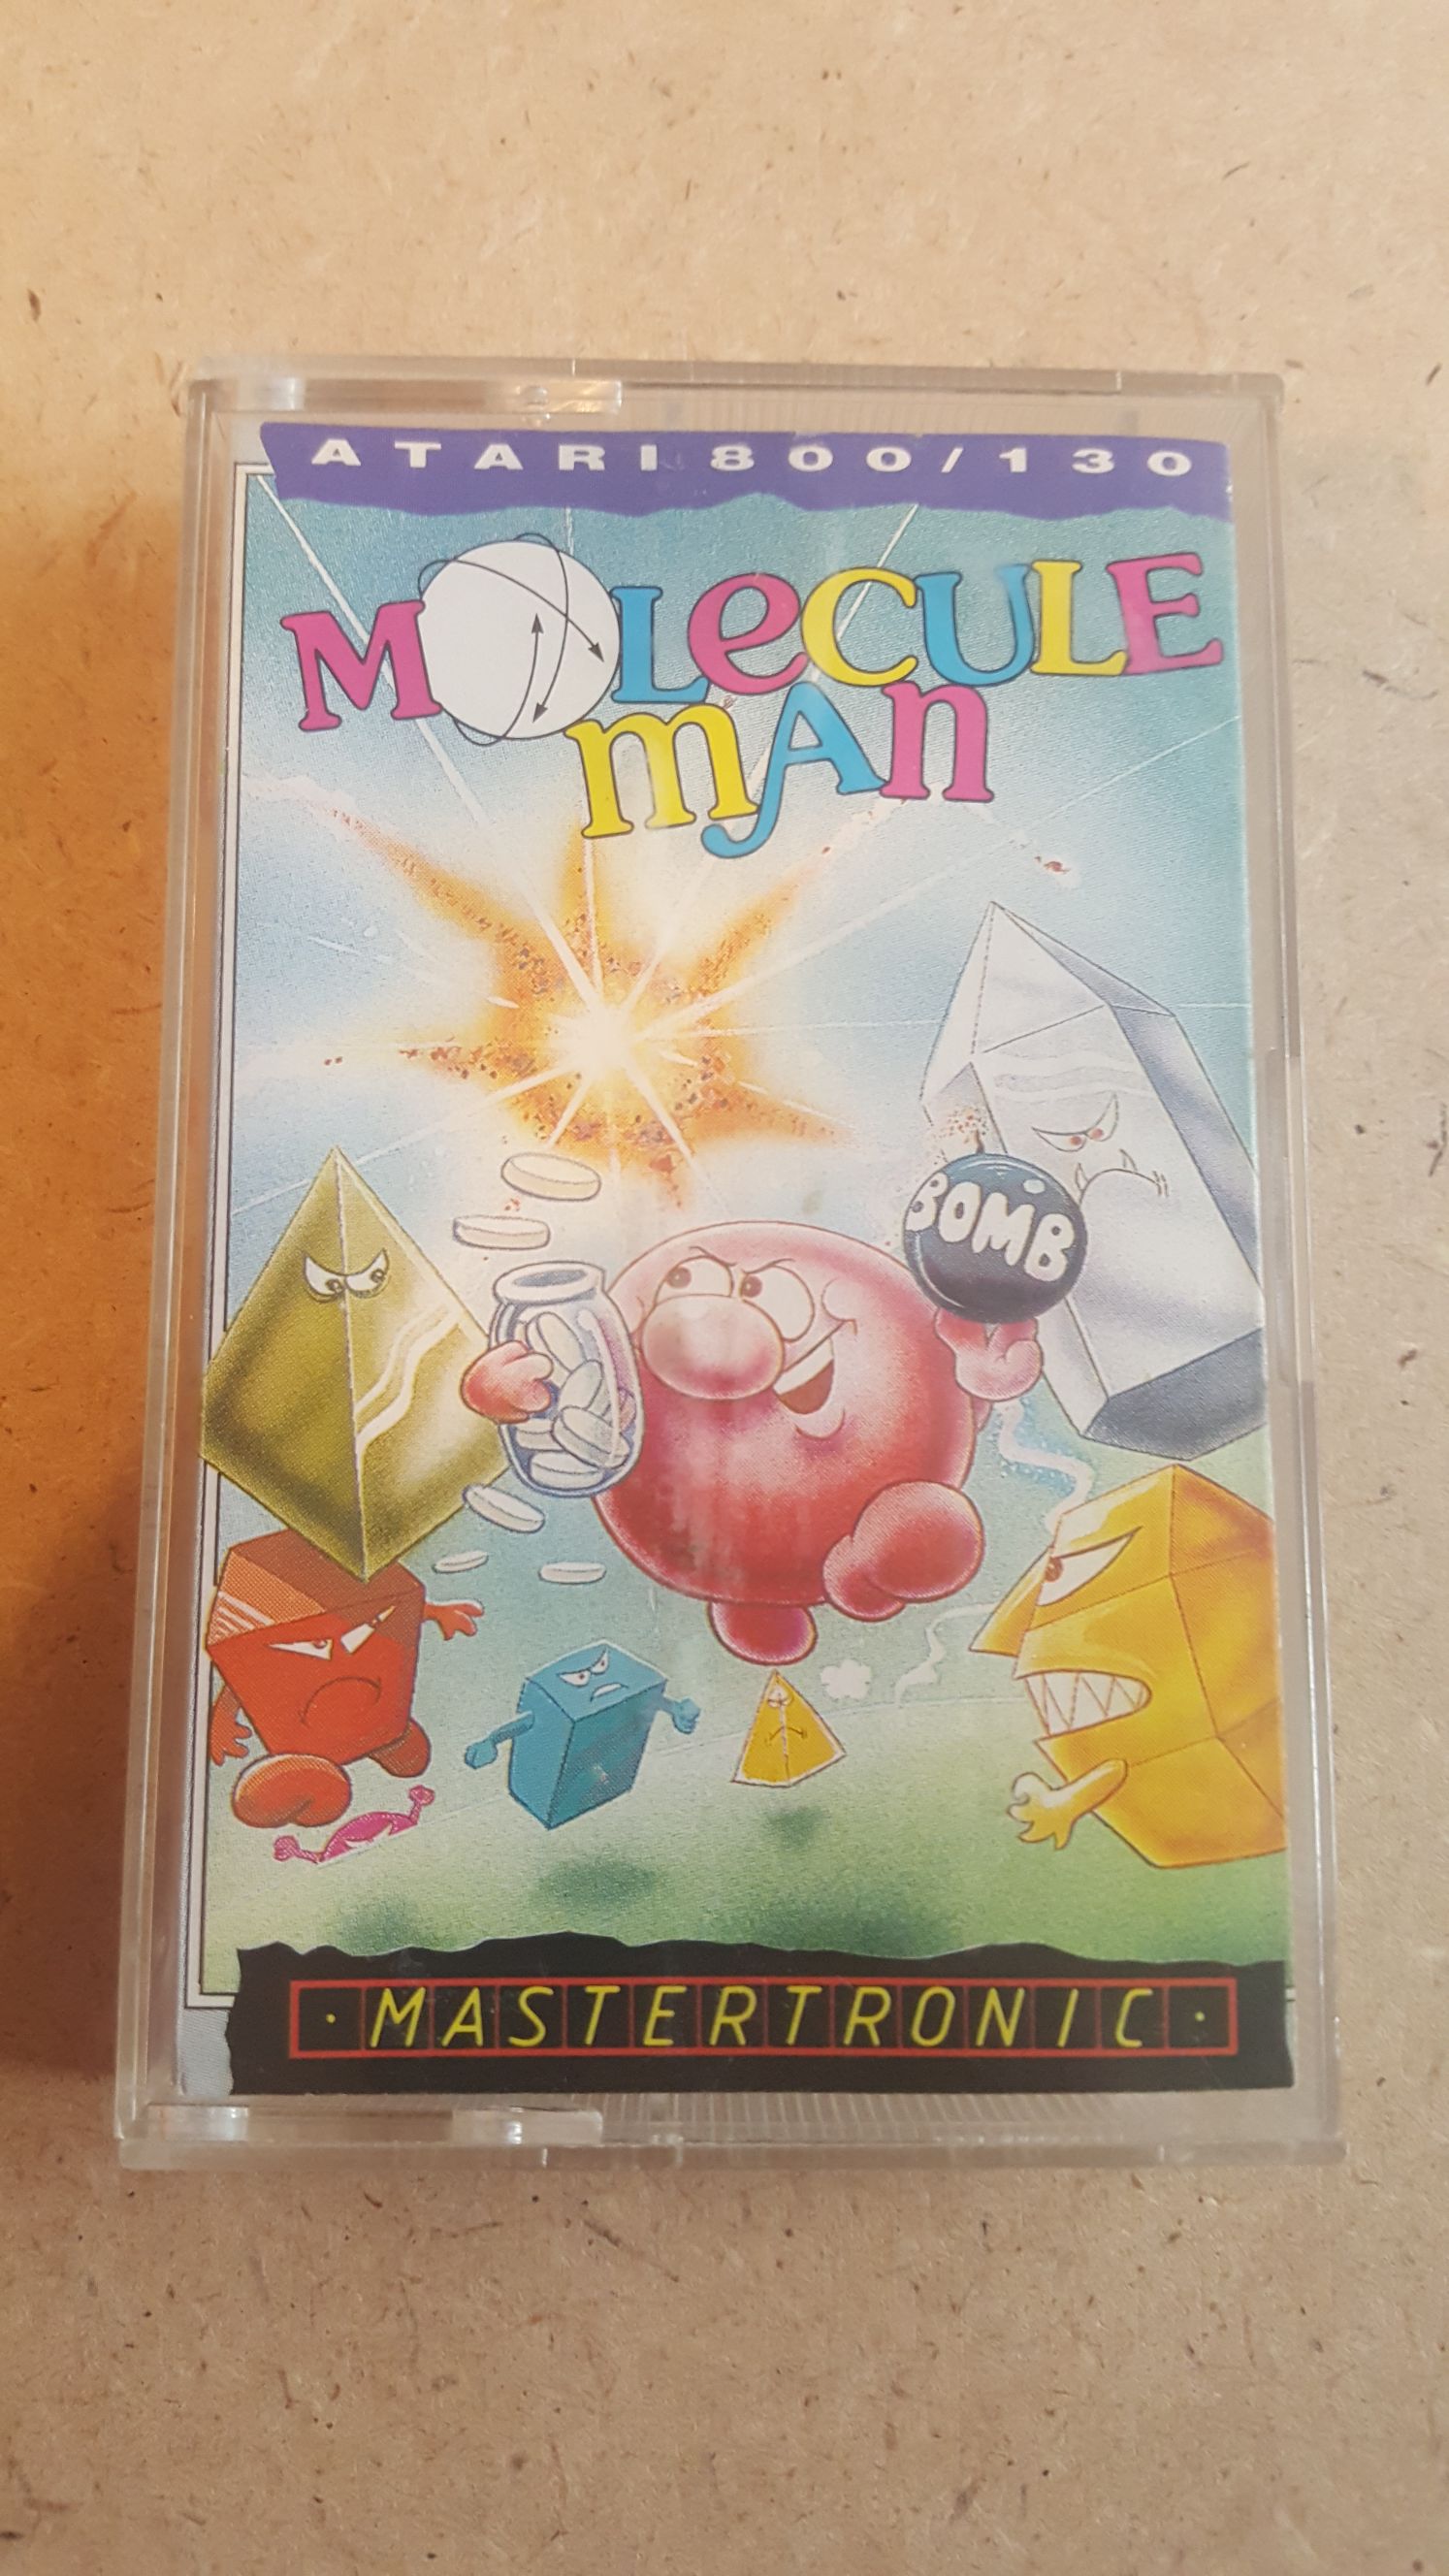 ATARI 800/130
MOLeCULE
mAn
BOMB
· MASTERTRONIC ·